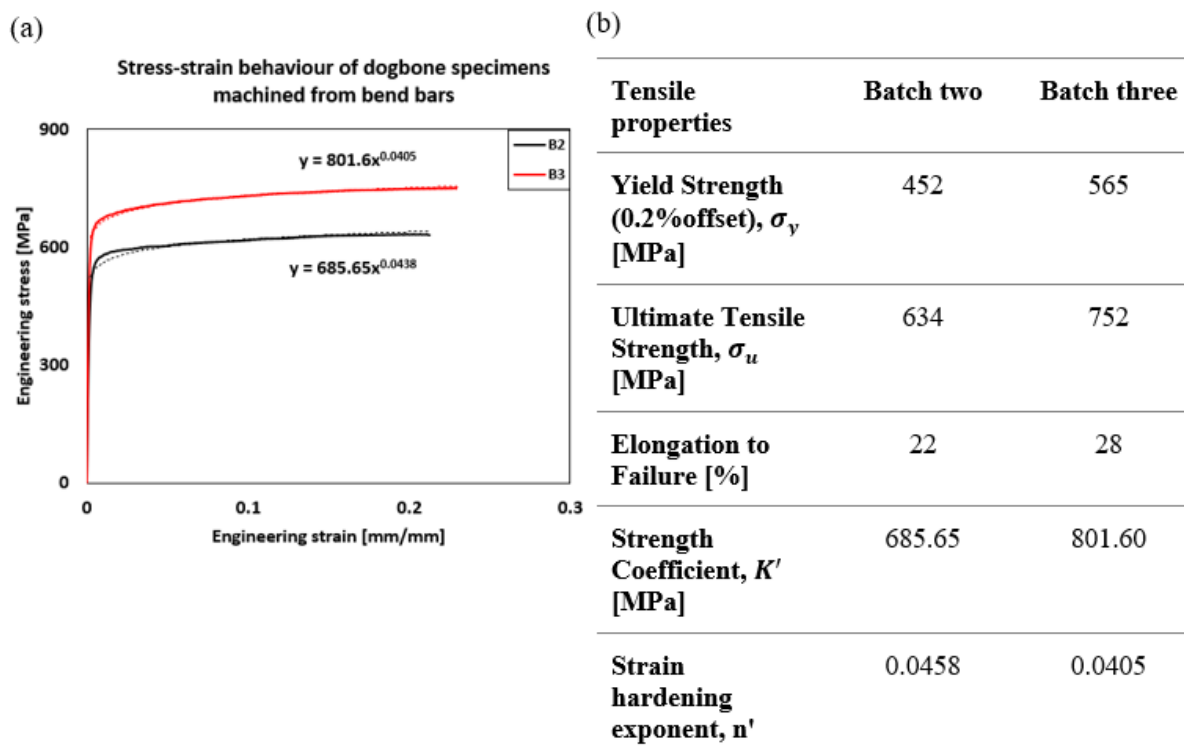 (a)
Stress-strain behaviour of dogbone specimens
machined from bend bars
900
600
300
0
0
0.1
0.2
0.3
Engineering stress [MPa]
Engineering strain [mm/mm]
B2
B3
y = 801.6x^0.0405
y = 685.65x^0.0438
(b)
Tensile Batch two Batch three
properties
Yield Strength 452 565
(0.2%offset), σy
[MPa]
Ultimate Tensile 634 752
Strength, σu
[MPa]
Elongation to 22 28
Failure [%]
Strength 685.65 801.60
Coefficient, K′
[MPa]
Strain 0.0458 0.0405
hardening
exponent, n'